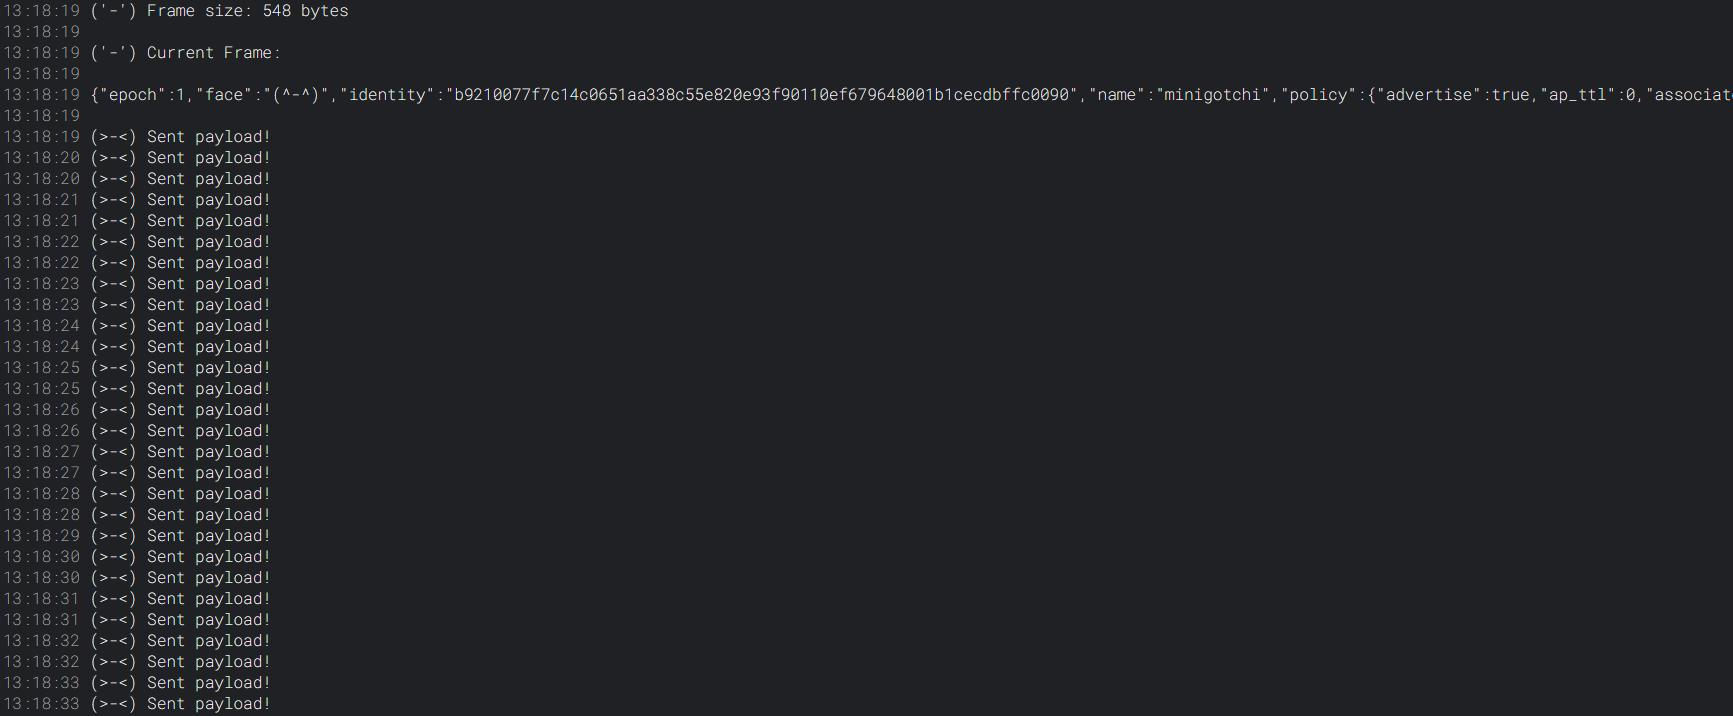 13:18:19 ('-') Frame size: 548 bytes
13:18:19
13:18:19 ('-') Current Frame:
13:18:19
13:18:19 {"epoch":1,"face":"(^-^)","identity":"b9210077f7c14c0651aa338c55e820e93f90110ef679648001b1cecdbffc0090","name":"minigotchi","policy":{"advertise":true,"ap_ttl":0,"associat
13:18:19
13:18:19 (>-<) Sent payload!
13:18:20 (>-<) Sent payload!
13:18:20 (>-<) Sent payload!
13:18:21 (>-<) Sent payload!
13:18:21 (>-<) Sent payload!
13:18:22 (>-<) Sent payload!
13:18:22 (>-<) Sent payload!
13:18:23 (>-<) Sent payload!
13:18:23 (>-<) Sent payload!
13:18:24 (>-<) Sent payload!
13:18:24 (>-<) Sent payload!
13:18:25 (>-<) Sent payload!
13:18:25 (>-<) Sent payload!
13:18:26 (>-<) Sent payload!
13:18:26 (>-<) Sent payload!
13:18:27 (>-<) Sent payload!
13:18:27 (>-<) Sent payload!
13:18:28 (>-<) Sent payload!
13:18:28 (>-<) Sent payload!
13:18:29 (>-<) Sent payload!
13:18:30 (>-<) Sent payload!
13:18:30 (>-<) Sent payload!
13:18:31 (>-<) Sent payload!
13:18:31 (>-<) Sent payload!
13:18:32 (>-<) Sent payload!
13:18:32 (>-<) Sent payload!
13:18:33 (>-<) Sent payload!
13:18:33 (>-<) Sent payload!